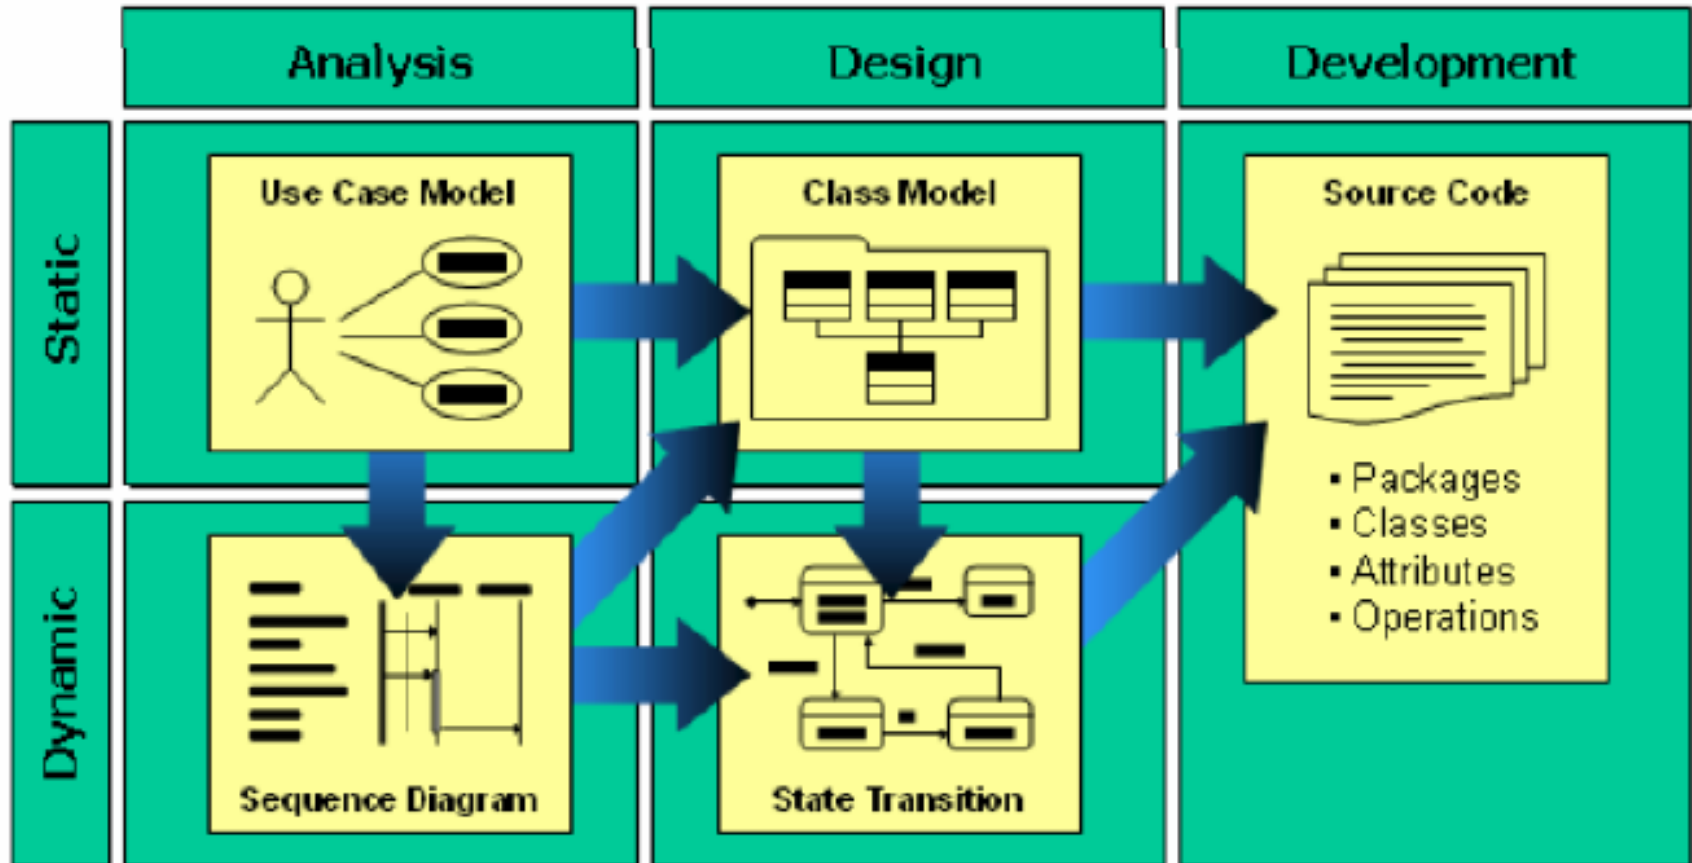 Analysis
Design
Development
Static
Use Case Model
Class Model
Source Code
▪ Packages
▪ Classes
▪ Attributes
▪ Operations
Dynamic
Sequence Diagram
State Transition